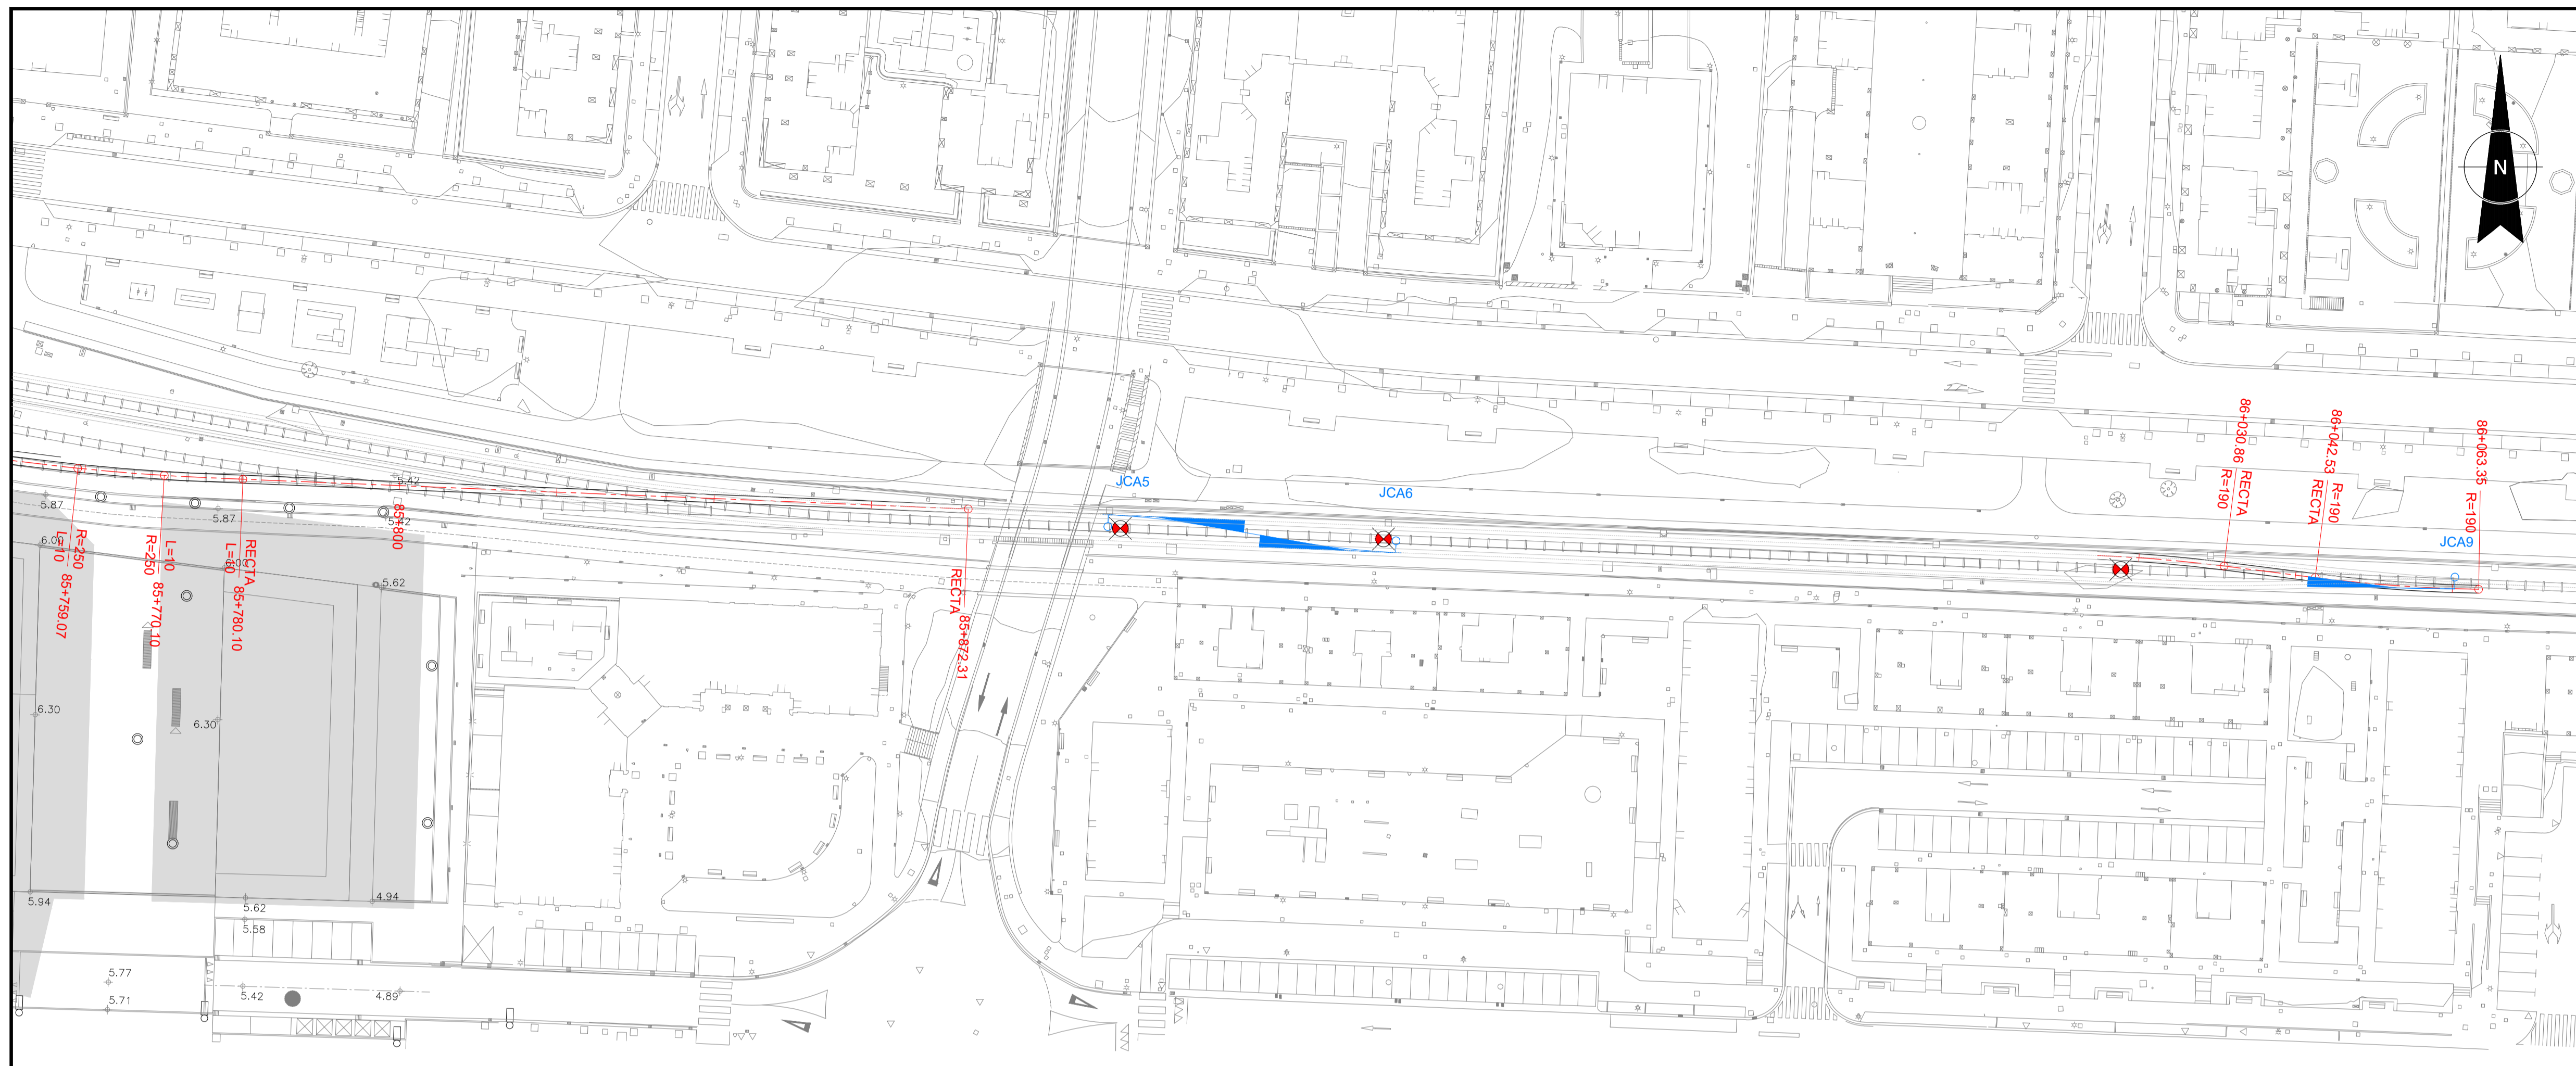 N
86+030.86
RECTA
R=190
86+042.53
R=190
RECTA
86+063.35
R=190
JCA5
JCA6
JCA9
5.42
5.87
5.87
5.42
85+800
6.00
6.00
5.62
R=250
L=10
85+759.07
L=10
R=250
85+770.10
RECTA
L=10
85+780.10
RECTA
85+872.31
6.30
6.30
5.94
5.62
4.94
5.58
5.77
5.71
5.42
4.89